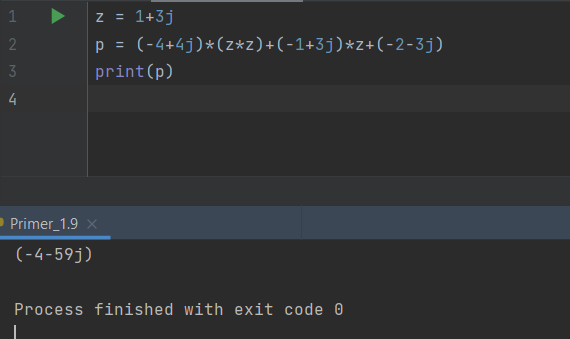 1 z = 1+3j
2 p = (-4+4j)*(z*z)+(-1+3j)*z+(-2-3j)
3 print(p)
4
Primer_1.9 ×
(-4-59j)
Process finished with exit code 0